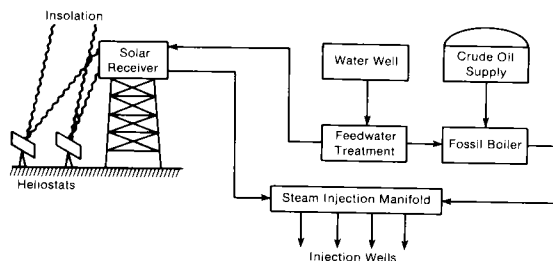 Insolation
Solar
Receiver
Water Well
Crude Oil
Supply
Feedwater
Treatment
Fossil Boiler
Heliostats
Steam Injection Manifold
Injection Wells